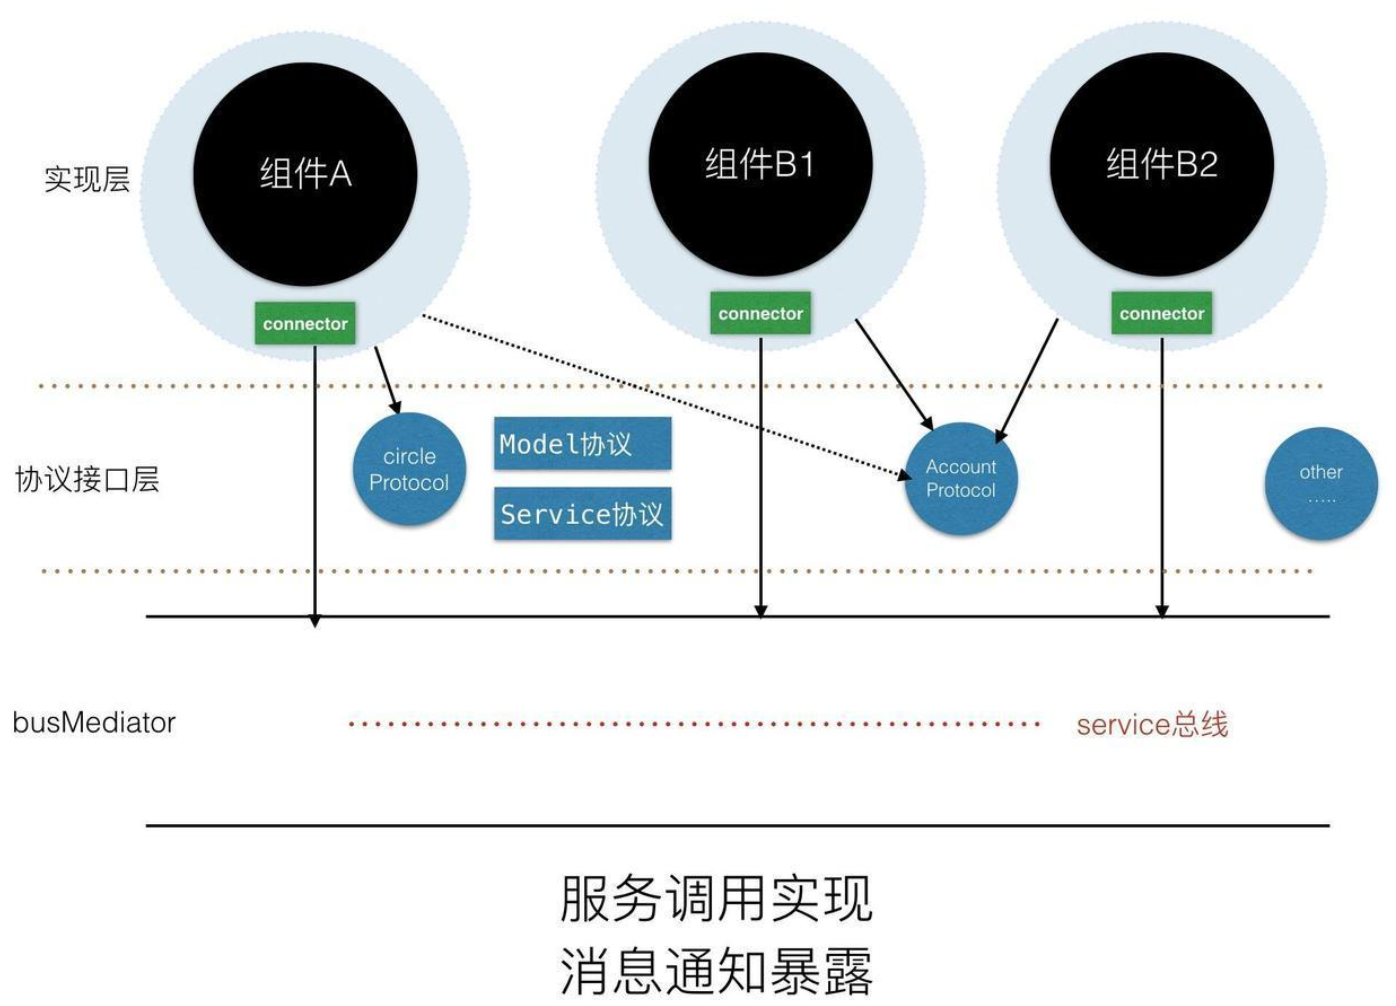 组件A
组件B1
组件B2
实现层
connector
connector
connector
circle
Protocol
Model协议
Service协议
Account
Protocol
other
.....
协议接口层
busMediator
service总线
服务调用实现
消息通知暴露